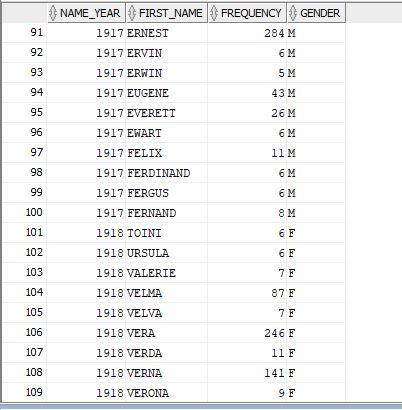 NAME_YEAR FIRST_NAME FREQUENCY GENDER
91 1917 ERNEST 284 M
92 1917 ERVIN 6 M
93 1917 ERWIN 5 M
94 1917 EUGENE 43 M
95 1917 EVERETT 26 M
96 1917 EWART 6 M
97 1917 FELIX 11 M
98 1917 FERDINAND 6 M
99 1917 FERGUS 6 M
100 1917 FERNAND 8 M
101 1918 TOINI 6 F
102 1918 URSULA 6 F
103 1918 VALERIE 7 F
104 1918 VELMA 87 F
105 1918 VELVA 7 F
106 1918 VERA 246 F
107 1918 VERDA 11 F
108 1918 VERNA 141 F
109 1918 VERONA 9 F